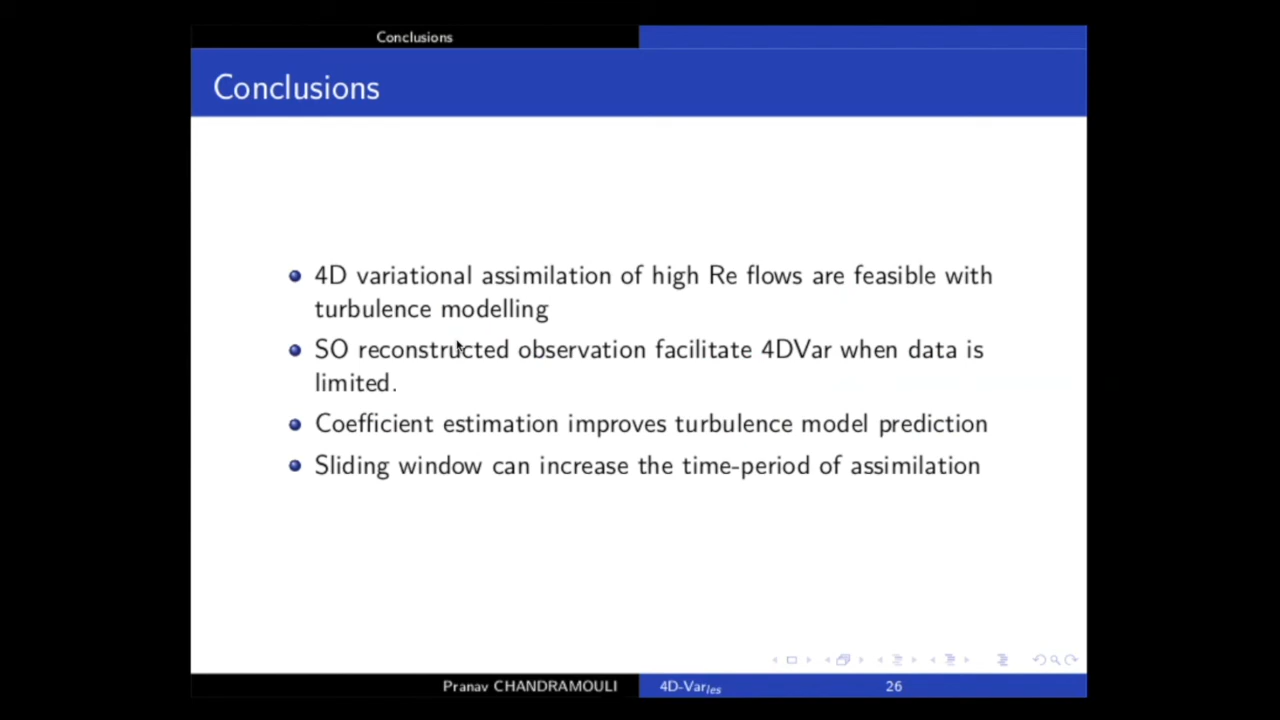 Conclusions
Conclusions
4D variational assimilation of high Re flows are feasible with
turbulence modelling
SO reconstructed observation facilitate 4DVar when data is
limited.
Coefficient estimation improves turbulence model prediction
Sliding window can increase the time-period of assimilation
Pranav CHANDRAMOULI 4D-Varles 26